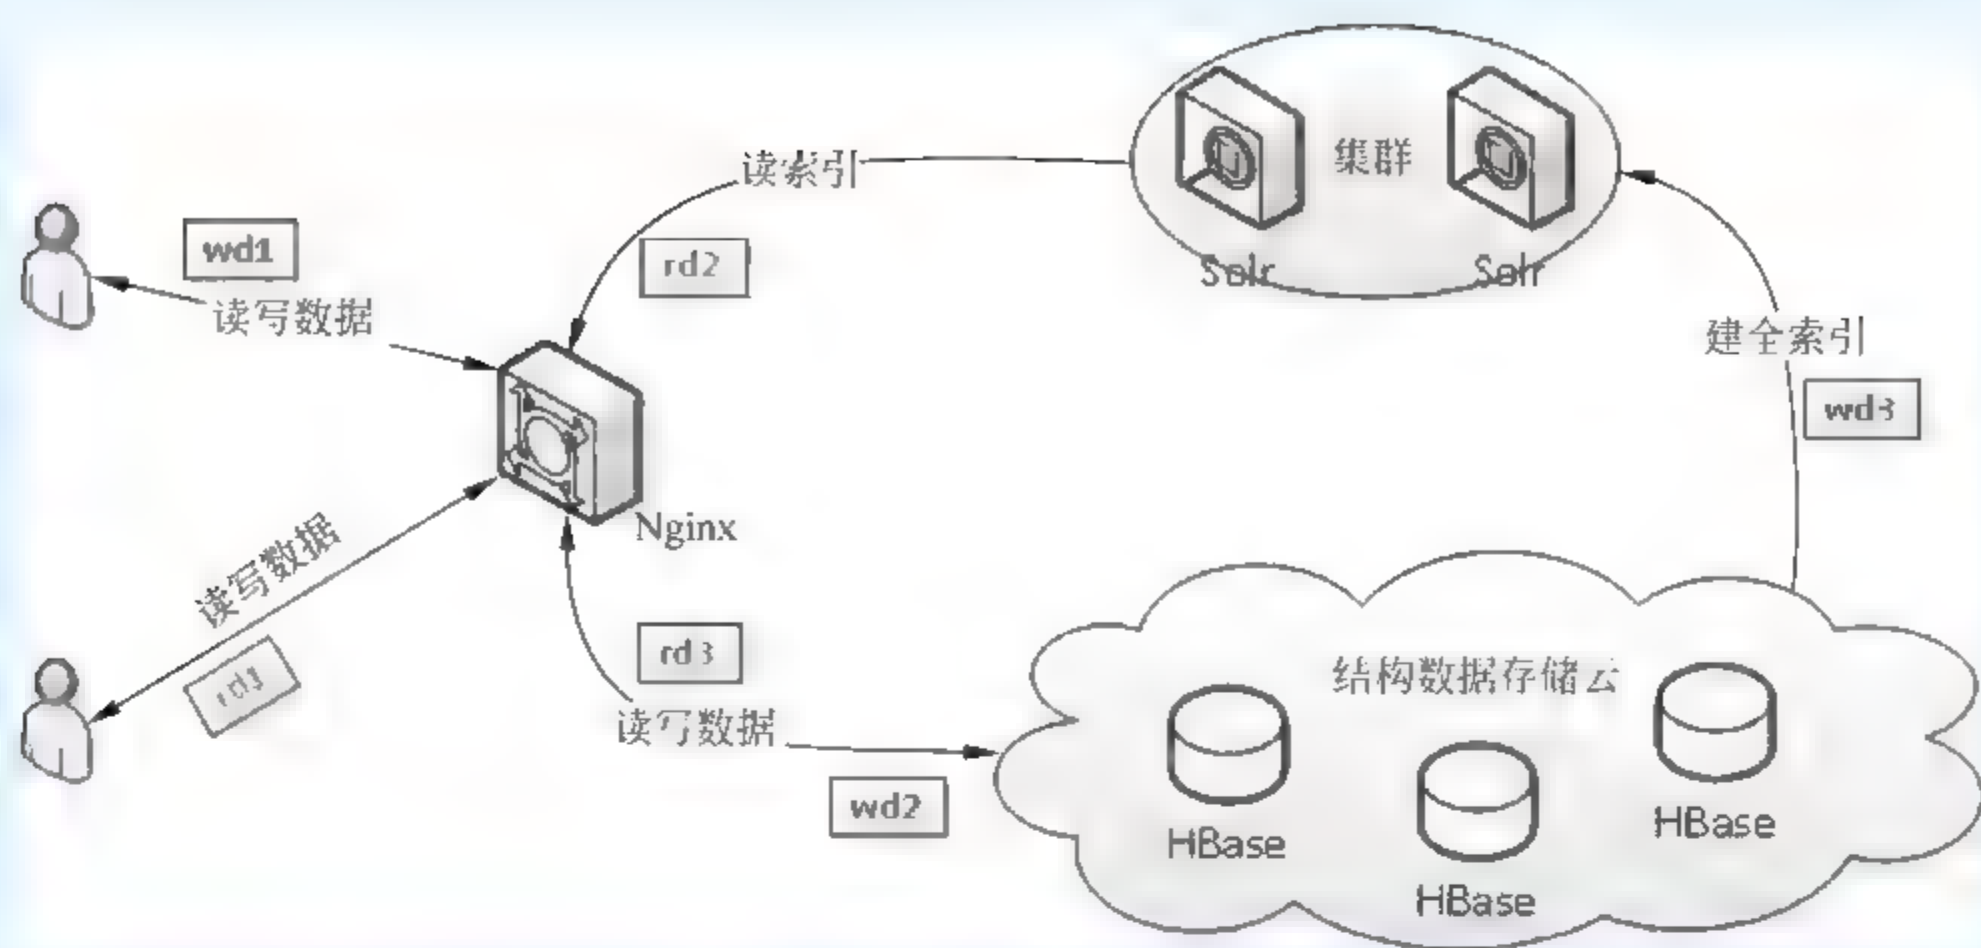 读索引
集群
wd1
rd2
Solr
Solr
读写数据
建全索引
wd3
Nginx
读写数据
rd1
rd3
结构数据存储云
读写数据
wd2
HBase
HBase
HBase